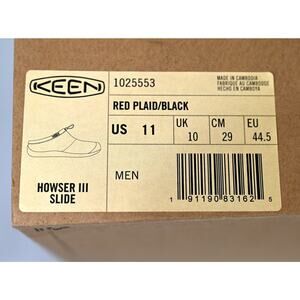 KEEN
1025553
MADE IN CAMBODIA
FABRIQUÉ AU CAMBODGE
HECHO EN CAMBOYA
RED PLAID/BLACK
US 11
UK 10
CM 29
EU 44.5
HOWSER III
SLIDE
MEN
1 91190 83162 5